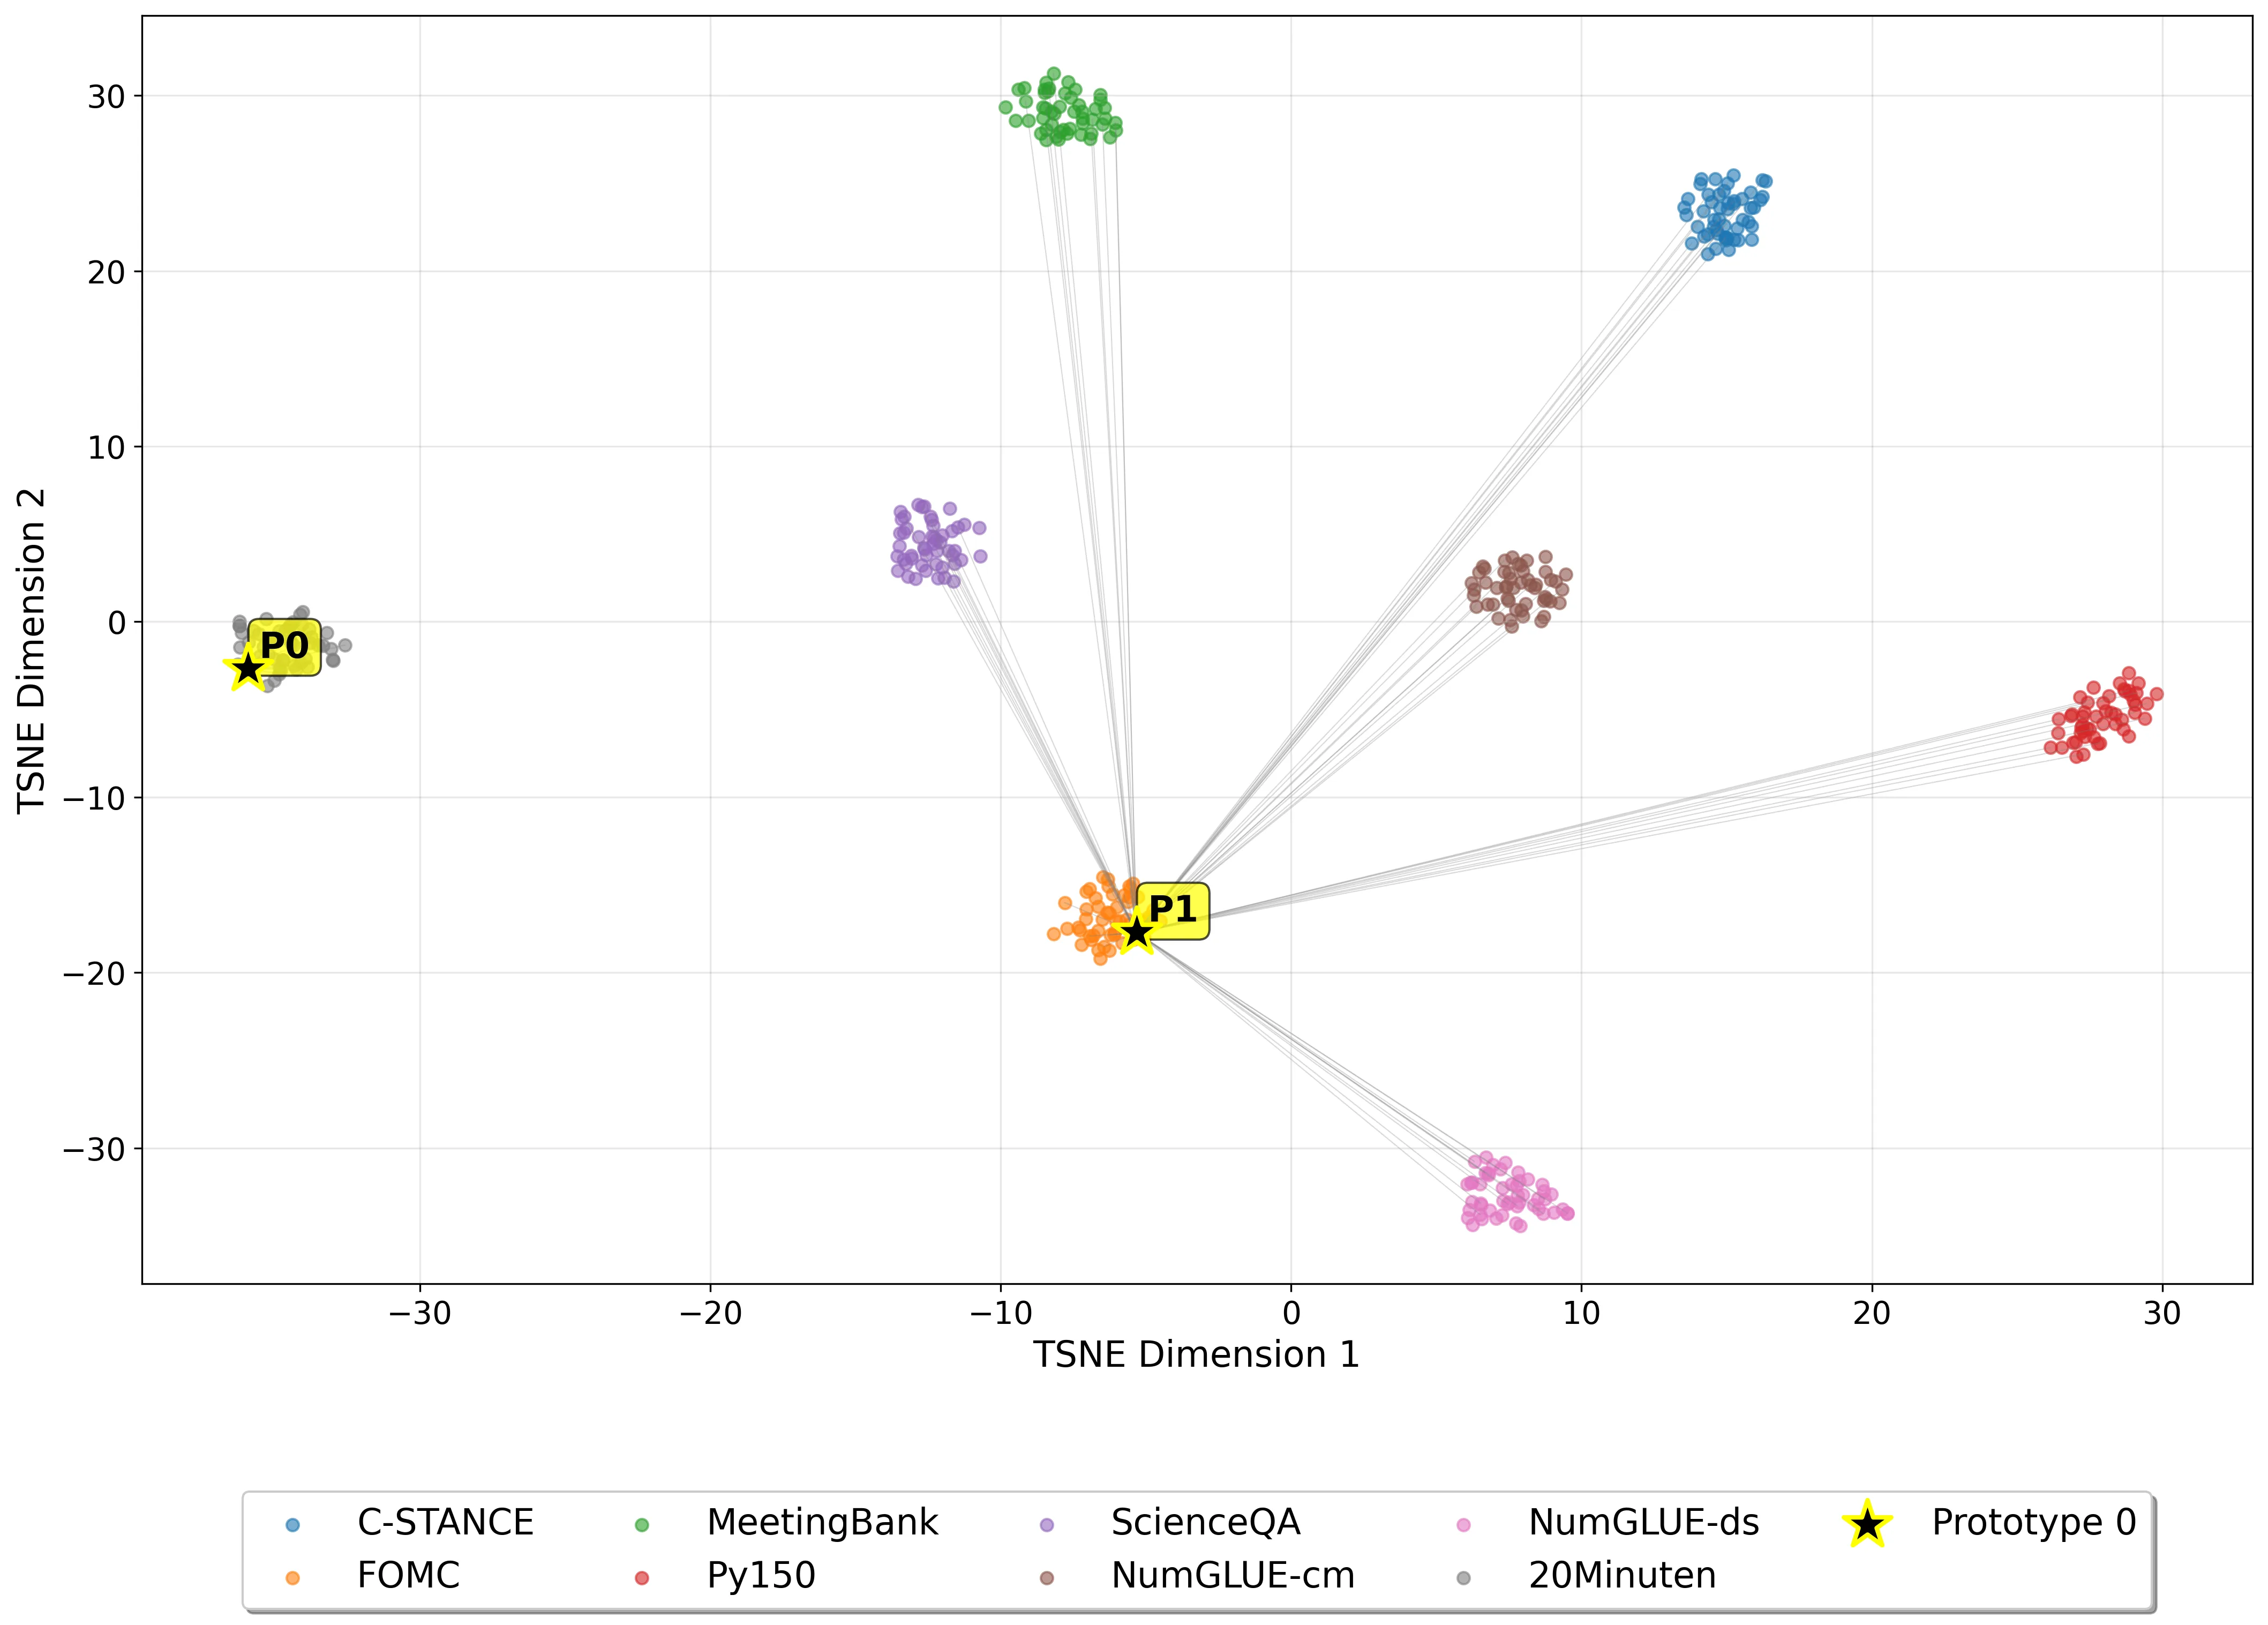 30
20
10
0
−10
−20
−30
TSNE Dimension 2
P0
P1
−30 −20 −10 0 10 20 30
TSNE Dimension 1
C-STANCE MeetingBank ScienceQA NumGLUE-ds Prototype 0
FOMC Py150 NumGLUE-cm 20Minuten